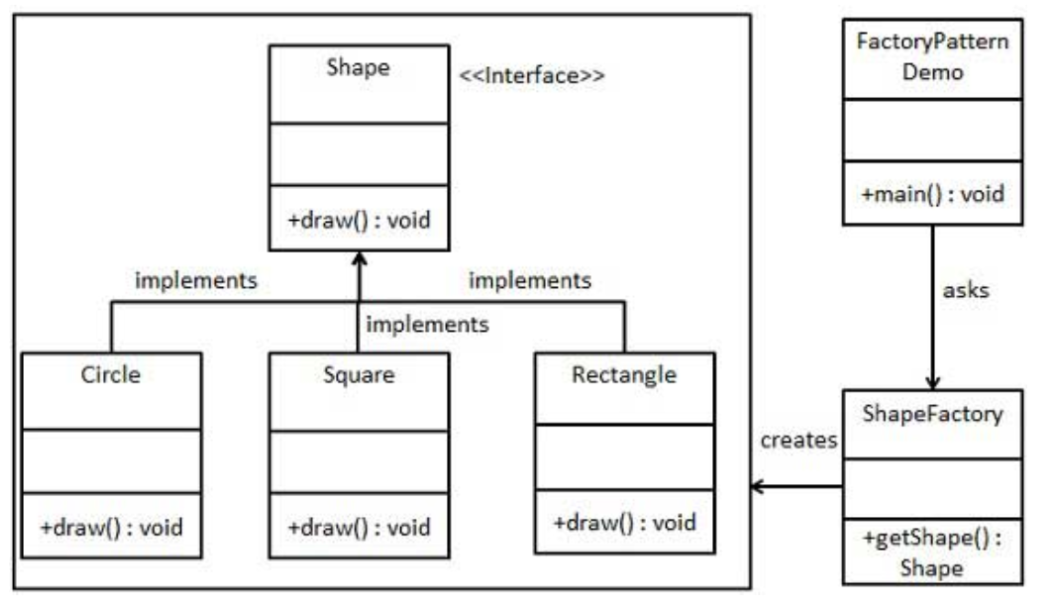 Shape
<<Interface>>
+draw() : void
implements
implements
implements
Circle
+draw() : void
Square
+draw() : void
Rectangle
+draw() : void
FactoryPattern
Demo
+main() : void
asks
creates
ShapeFactory
+getShape() :
Shape